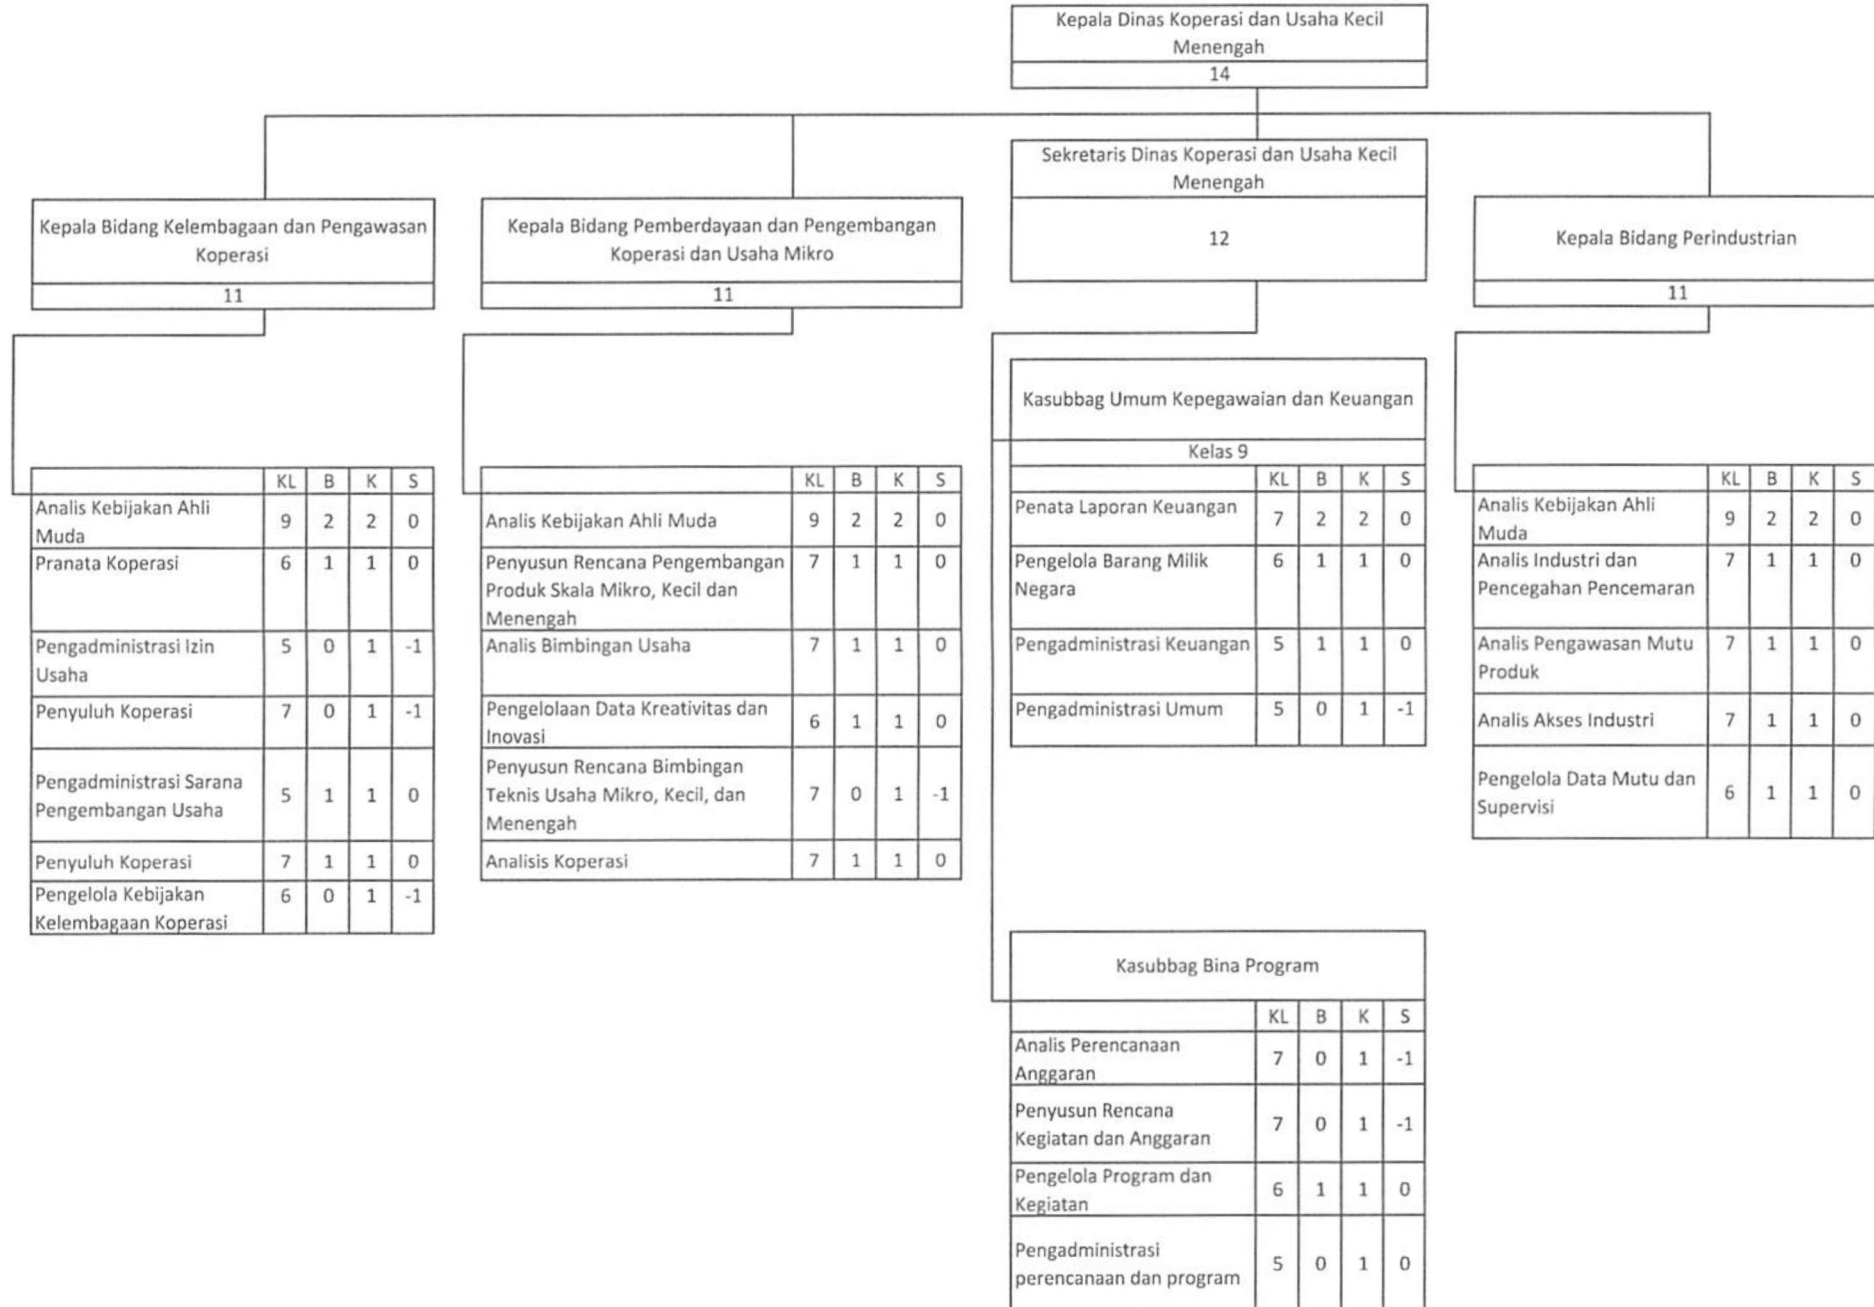 Kepala Dinas Koperasi dan Usaha Kecil
Menengah
14
Sekretaris Dinas Koperasi dan Usaha Kecil
Menengah
12
Kepala Bidang Kelembagaan dan Pengawasan
Koperasi
11
Kepala Bidang Pemberdayaan dan Pengembangan
Koperasi dan Usaha Mikro
11
Kepala Bidang Perindustrian
11
KL B K S
Analis Kebijakan Ahli
Muda 9 2 2 0
Pranata Koperasi 6 1 1 0
Pengadministrasi Izin
Usaha 5 0 1 -1
Penyuluh Koperasi 7 0 1 -1
Pengadministrasi Sarana
Pengembangan Usaha 5 1 1 0
Penyuluh Koperasi 7 1 1 0
Pengelola Kebijakan
Kelembagaan Koperasi 6 0 1 -1
KL B K S
Analis Kebijakan Ahli Muda 9 2 2 0
Penyusun Rencana Pengembangan 7 1 1 0
Produk Skala Mikro, Kecil dan
Menengah
Analis Bimbingan Usaha 7 1 1 0
Pengelolaan Data Kreativitas dan
Inovasi 6 1 1 0
Penyusun Rencana Bimbingan
Teknis Usaha Mikro, Kecil, dan 7 0 1 -1
Menengah
Analisis Koperasi 7 1 1 0
Kasubbag Umum Kepegawaian dan Keuangan
Kelas 9
KL B K S
Penata Laporan Keuangan 7 2 2 0
Pengelola Barang Milik 6 1 1 0
Negara
Pengadministrasi Keuangan 5 1 1 0
Pengadministrasi Umum 5 0 1 -1
Kasubbag Bina Program
KL B K S
Analis Perencanaan
Anggaran 7 0 1 -1
Penyusun Rencana
Kegiatan dan Anggaran 7 0 1 -1
Pengelola Program dan
Kegiatan 6 1 1 0
Pengadministrasi
perencanaan dan program 5 0 1 0
KL B K S
Analis Kebijakan Ahli
Muda 9 2 2 0
Analis Industri dan 7 1 1 0
Pencegahan Pencemaran
Analis Pengawasan Mutu 7 1 1 0
Produk
Analis Akses Industri 7 1 1 0
Pengelola Data Mutu dan
Supervisi 6 1 1 0